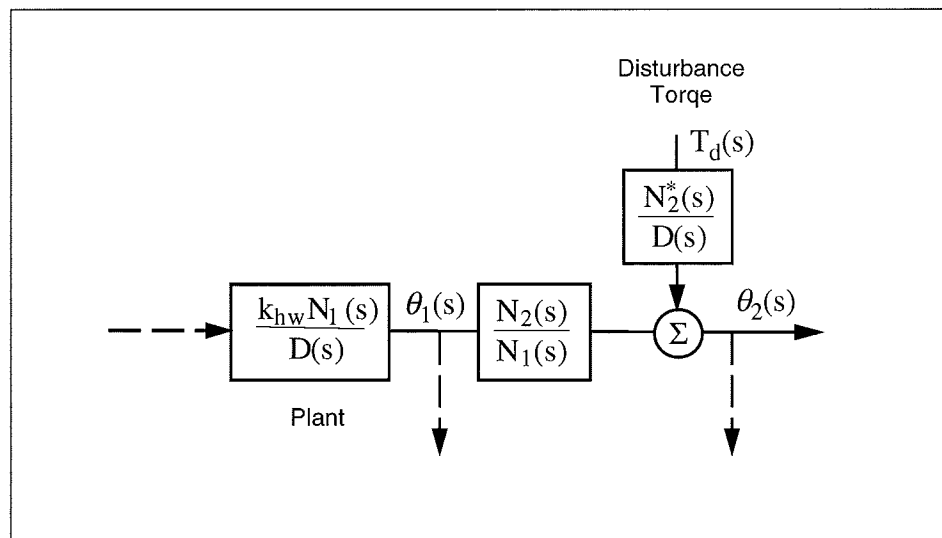 Disturbance
Torqe
T_d(s)
N_2^*(s)
D(s)
k_hw N_1(s)
D(s)
θ_1(s)
N_2(s)
N_1(s)
Σ
θ_2(s)
Plant